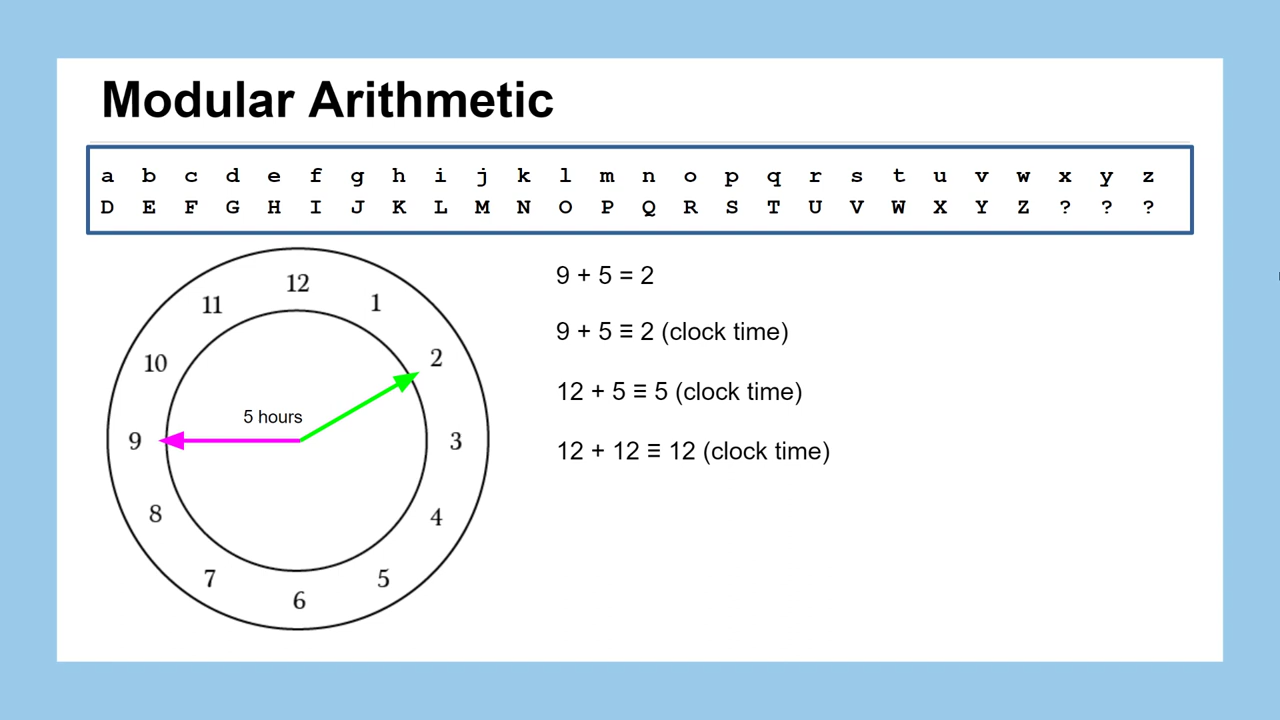 Modular Arithmetic
a b c d e f g h i j k l m n o p q r s t u v w x y z
D E F G H I J K L M N O P Q R S T U V W X Y Z ? ? ?
12
11
1
10
2
5 hours
9
3
8
4
7
5
6
9 + 5 = 2
9 + 5 ≡ 2 (clock time)
12 + 5 ≡ 5 (clock time)
12 + 12 ≡ 12 (clock time)